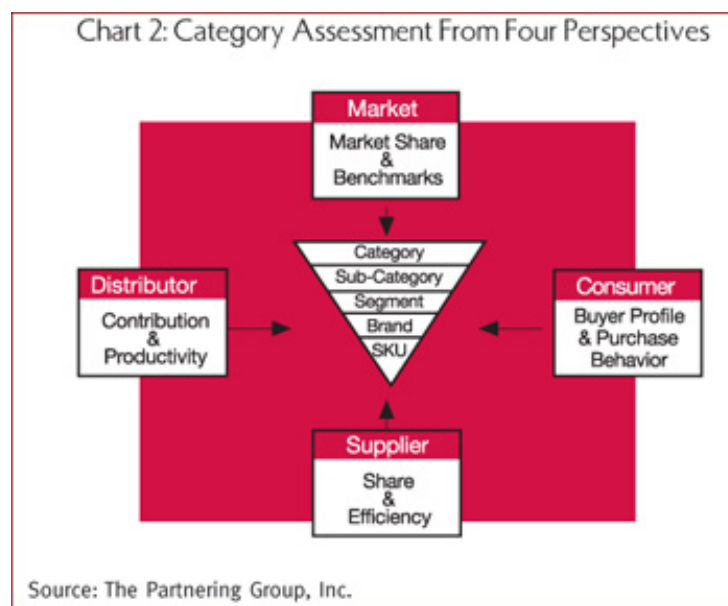 Chart 2: Category Assessment From Four Perspectives
Market
Market Share
&
Benchmarks
Category
Sub-Category
Segment
Brand
SKU
Distributor
Contribution
&
Productivity
Consumer
Buyer Profile
& Purchase
Behavior
Supplier
Share
&
Efficiency
Source: The Partnering Group, Inc.